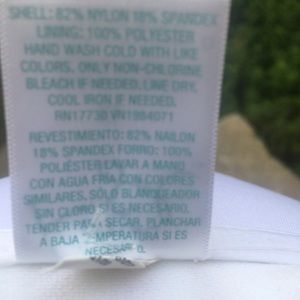 SHELL: 82% NYLON 18% SPANDEX
LINING: 100% POLYESTER
HAND WASH COLD WITH LIKE
COLORS, ONLY NON-CHLORINE
BLEACH IF NEEDED, LINE DRY,
COOL IRON IF NEEDED.
RN17730 VN1984071
REVESTIMIENTO: 82% NAILON
18% SPANDEX FORRO: 100%
POLIÉSTER LAVAR A MANO
CON AGUA FRÍA CON COLORES
SIMILARES, SÓLO BLANQUEADOR
SIN CLORO SI ES NECESARIO,
TENDER PARA SECAR, PLANCHAR
A BAJA TEMPERATURA SI ES
NECESARIO.